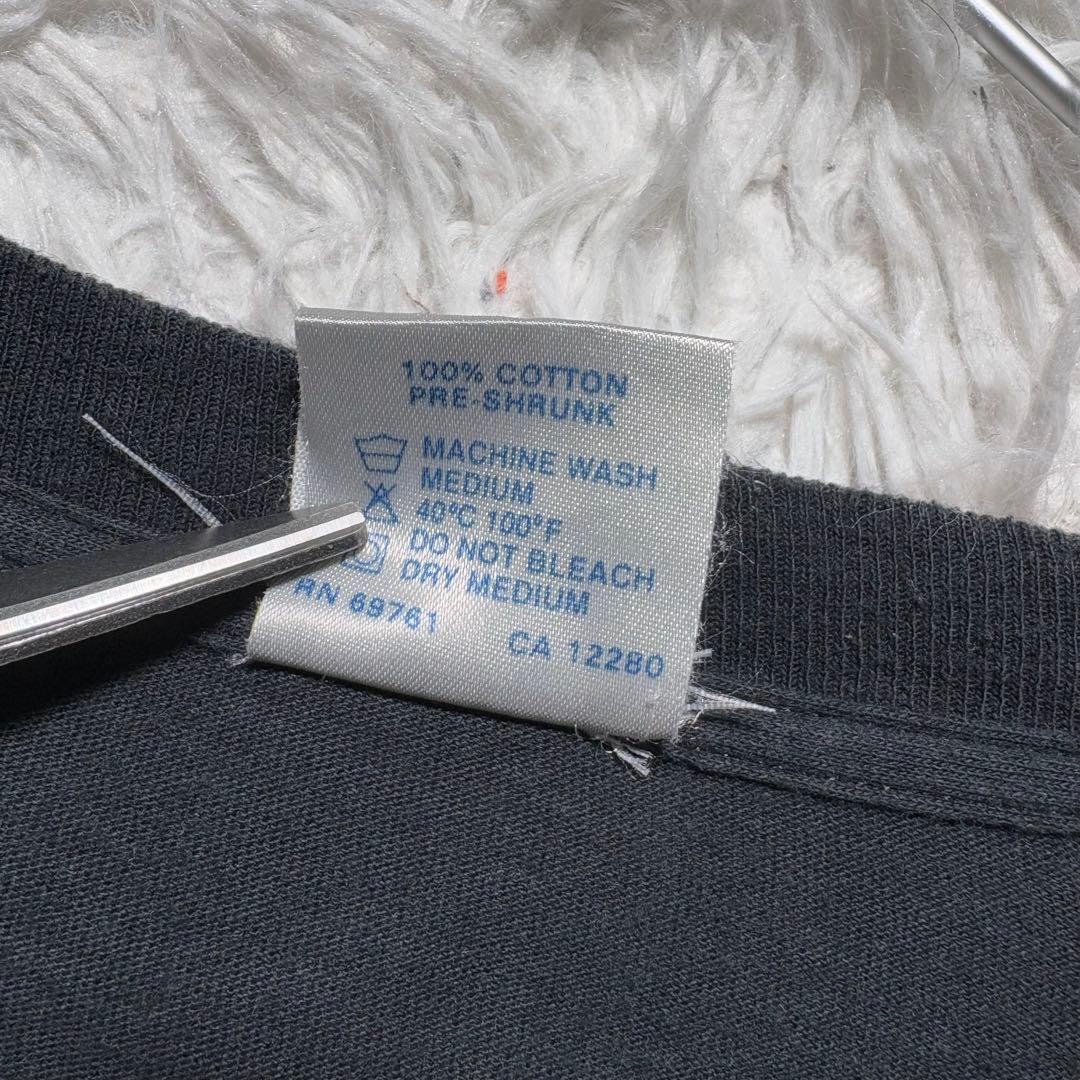 100% COTTON
PRE-SHRUNK
MACHINE WASH
MEDIUM
40°C 100°F
DO NOT BLEACH
DRY MEDIUM
RN 69761
CA 12280